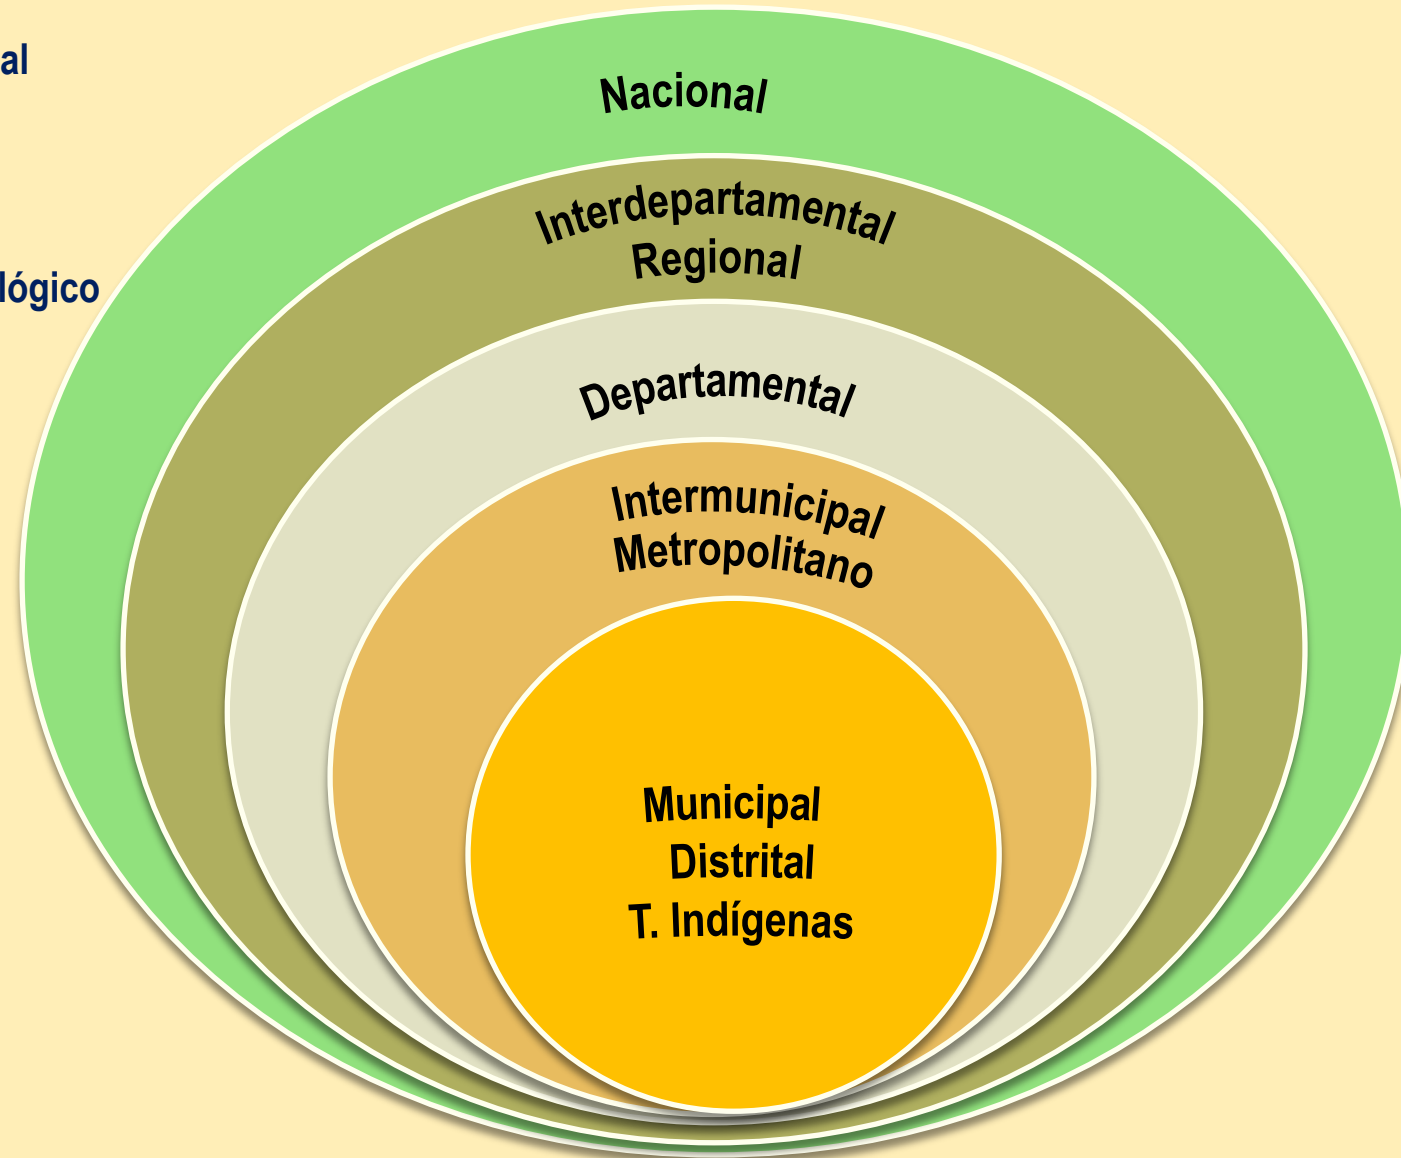 al
Nacional
Interdepartamental
Regional
lógico
Departamental
Intermunicipal
Metropolitano
Municipal
Distrital
T. Indígenas